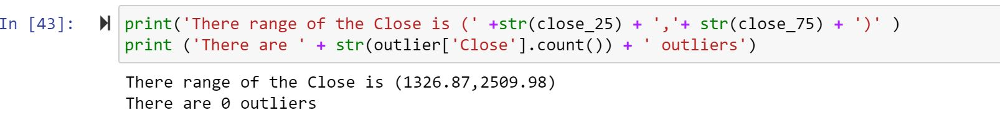 In [43]: print('There range of the Close is (' +str(close_25) + ','+ str(close_75) + ')' )
print ('There are ' + str(outlier['Close'].count()) + ' outliers')
There range of the Close is (1326.87,2509.98)
There are 0 outliers